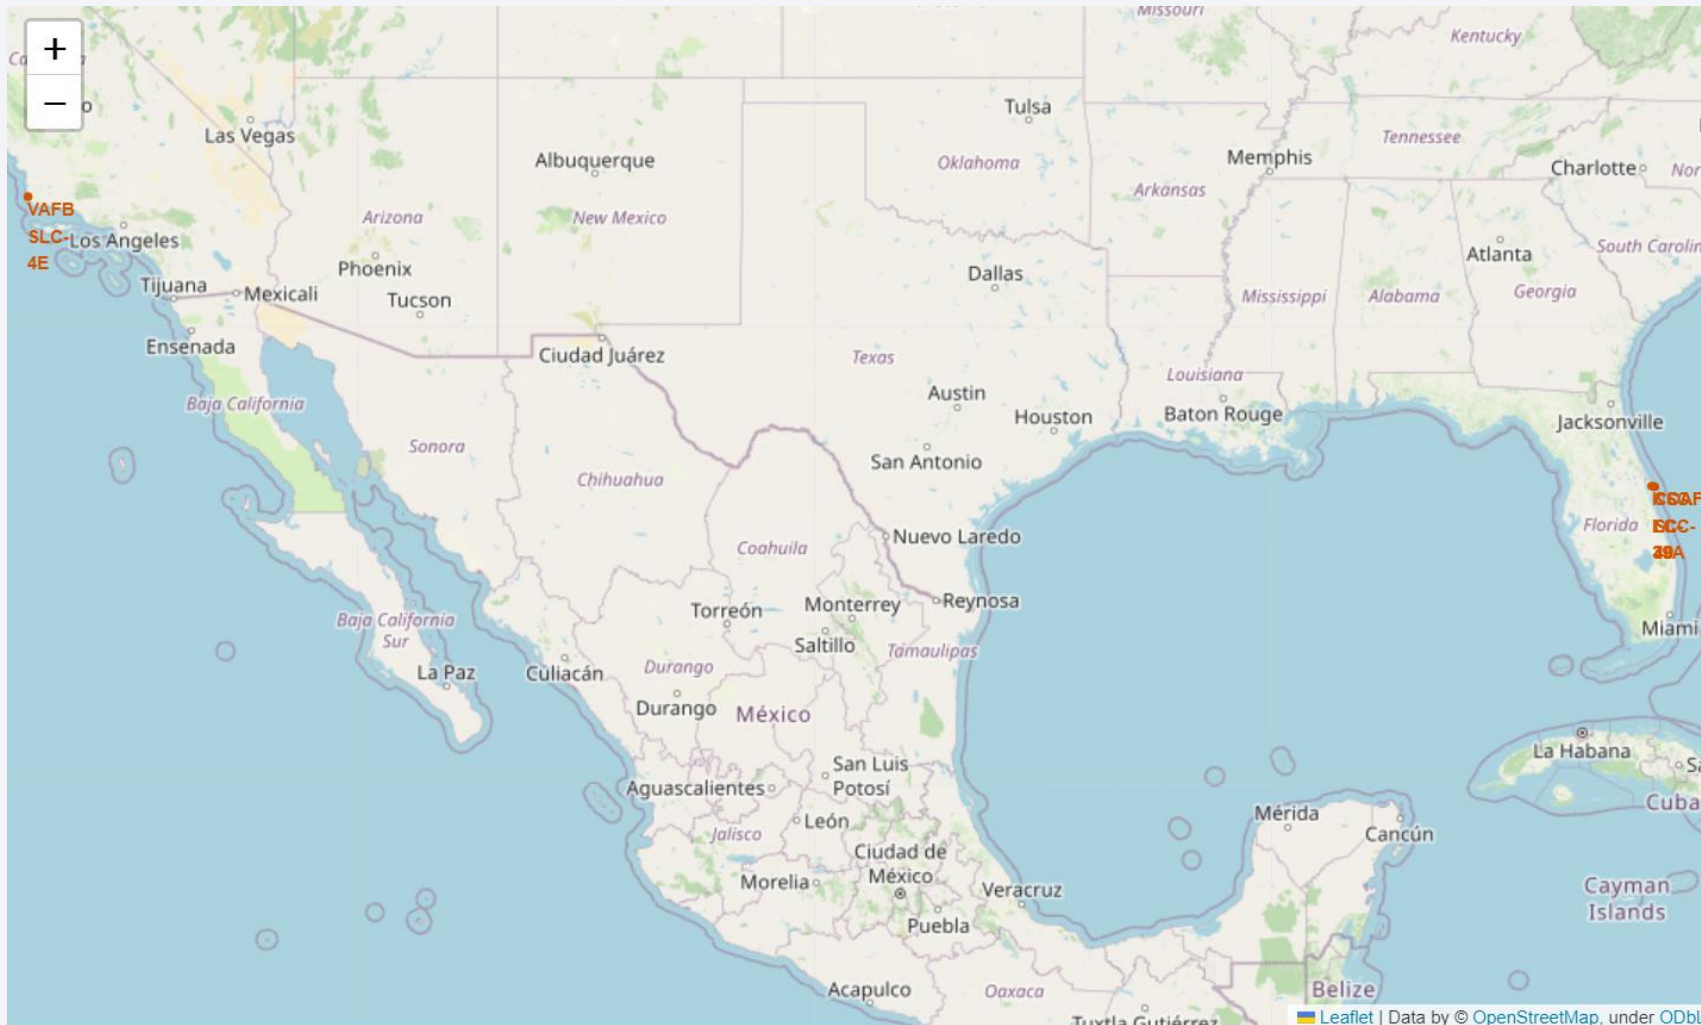 Missouri
Kentucky
+
−
Las Vegas
Albuquerque
Tulsa
Oklahoma
Memphis
Tennessee
Charlotte
Arkansas
VAFB
SLC-
4E
Los Angeles
Arizona
New Mexico
Phoenix
Tucson
Dallas
Atlanta
South Carolin
Mississippi
Alabama
Georgia
Tijuana
Mexicali
Ensenada
Ciudad Juárez
Texas
Louisiana
Baton Rouge
Austin
Houston
Jacksonville
Baja California
Sonora
Chihuahua
San Antonio
Florida
Nuevo Laredo
Coahuila
Reynosa
Torreón
Monterrey
Saltillo
Tamaulipas
Miami
Baja California
Sur
La Paz
Culiacán
Durango
Durango
México
La Habana
San Luis
Potosí
Aguascalientes
León
Jalisco
Mérida
Cancún
Cuba
Ciudad de
México
Morelia
Veracruz
Puebla
Cayman
Islands
Acapulco
Oaxaca
Belize
Tuxtla Gutiérrez
Leaflet | Data by © OpenStreetMap, under ODbL